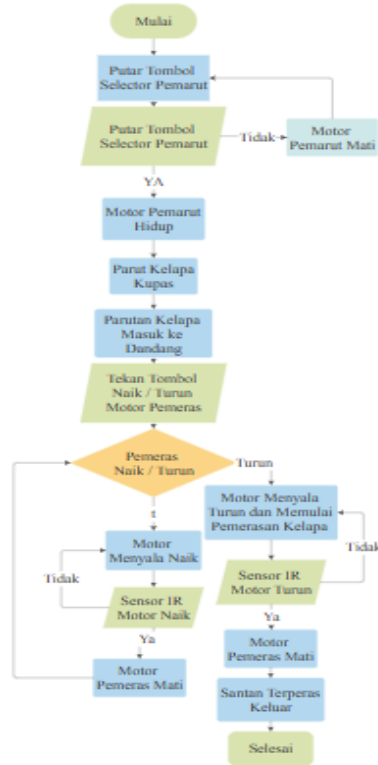 Mulai
Putar Tombol
Selector Pemarut
Putar Tombol
Selector Pemarut
Tidak
Motor
Pemarut Mati
YA
Motor Pemarut
Hidup
Parut Kelapa
Kupas
Parutan Kelapa
Masuk ke
Dandang
Tekan Tombol
Naik / Turun
Motor Pemeras
Pemeras
Naik / Turun
Turun
t
Motor
Menyala Naik
Tidak
Sensor IR
Motor Naik
Ya
Motor
Pemeras Mati
Motor Menyala
Turun dan Memulai
Pemerasan Kelapa
Tidak
Sensor IR
Motor Turun
Ya
Motor
Pemeras Mati
Santan Terperas
Keluar
Selesai